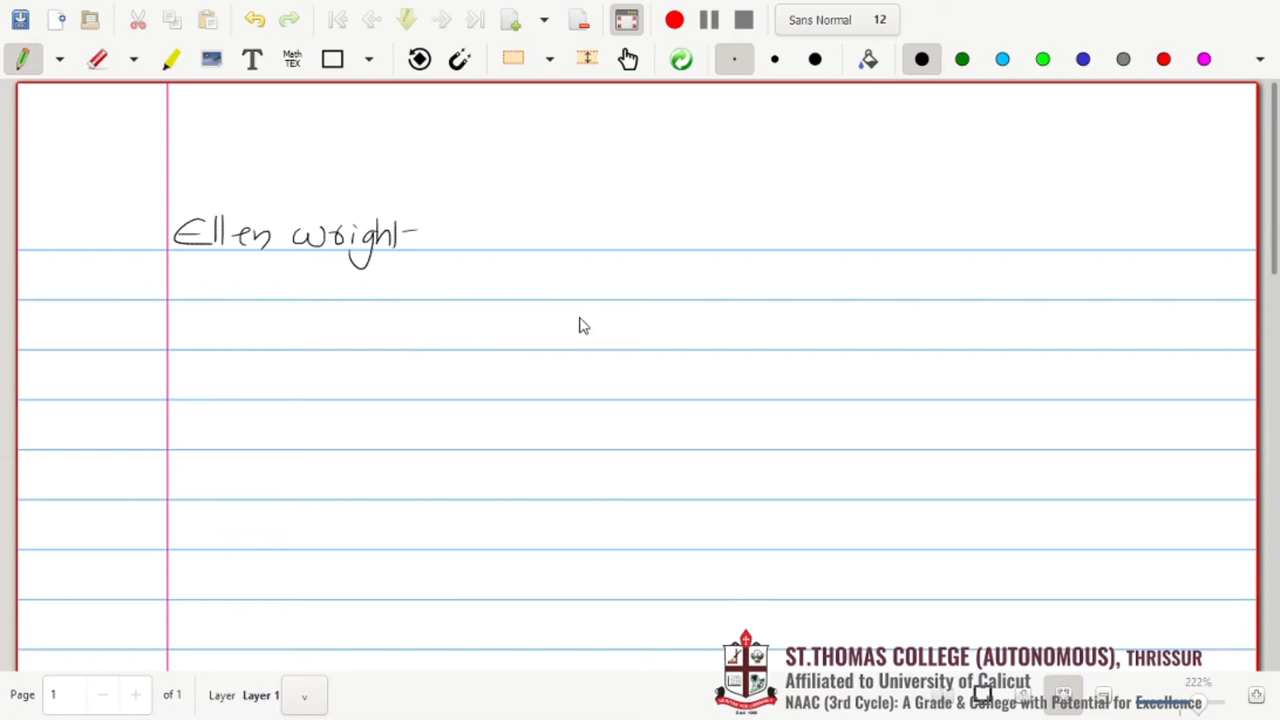 Sans Normal 12
Math
TEX
T
Ellen Wright
ST.THOMAS COLLEGE (AUTONOMOUS), THRISSUR
Affiliated to University of Calicut
NAAC (3rd Cycle): A Grade & College with Potential for Excellence
Page 1 of 1 Layer Layer 1 222%